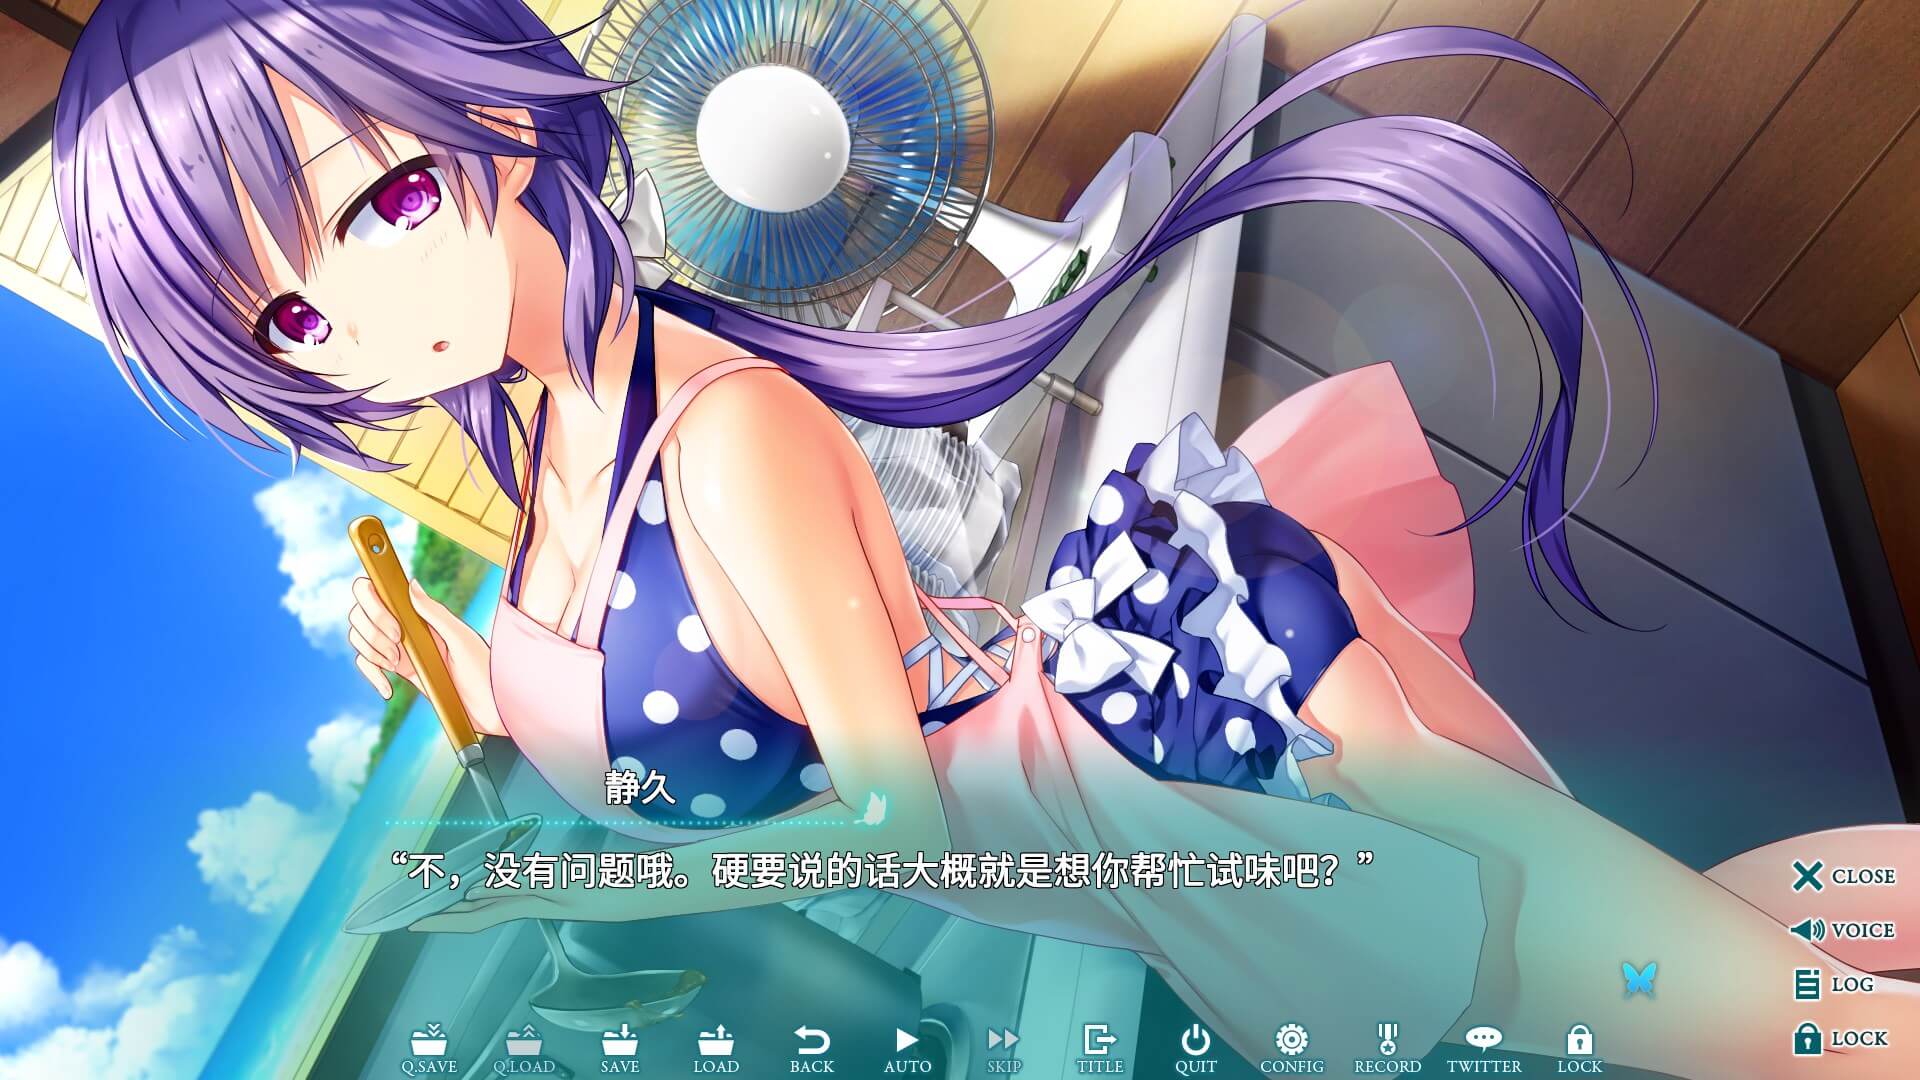 静久
“不，没有问题哦。硬要说的话大概就是想你帮忙试味吧？”
CLOSE
VOICE
LOG
LOCK
Q.SAVE
Q.LOAD
SAVE
LOAD
BACK
AUTO
SKIP
TITLE
QUIT
CONFIG
RECORD
TWITTER
LOCK